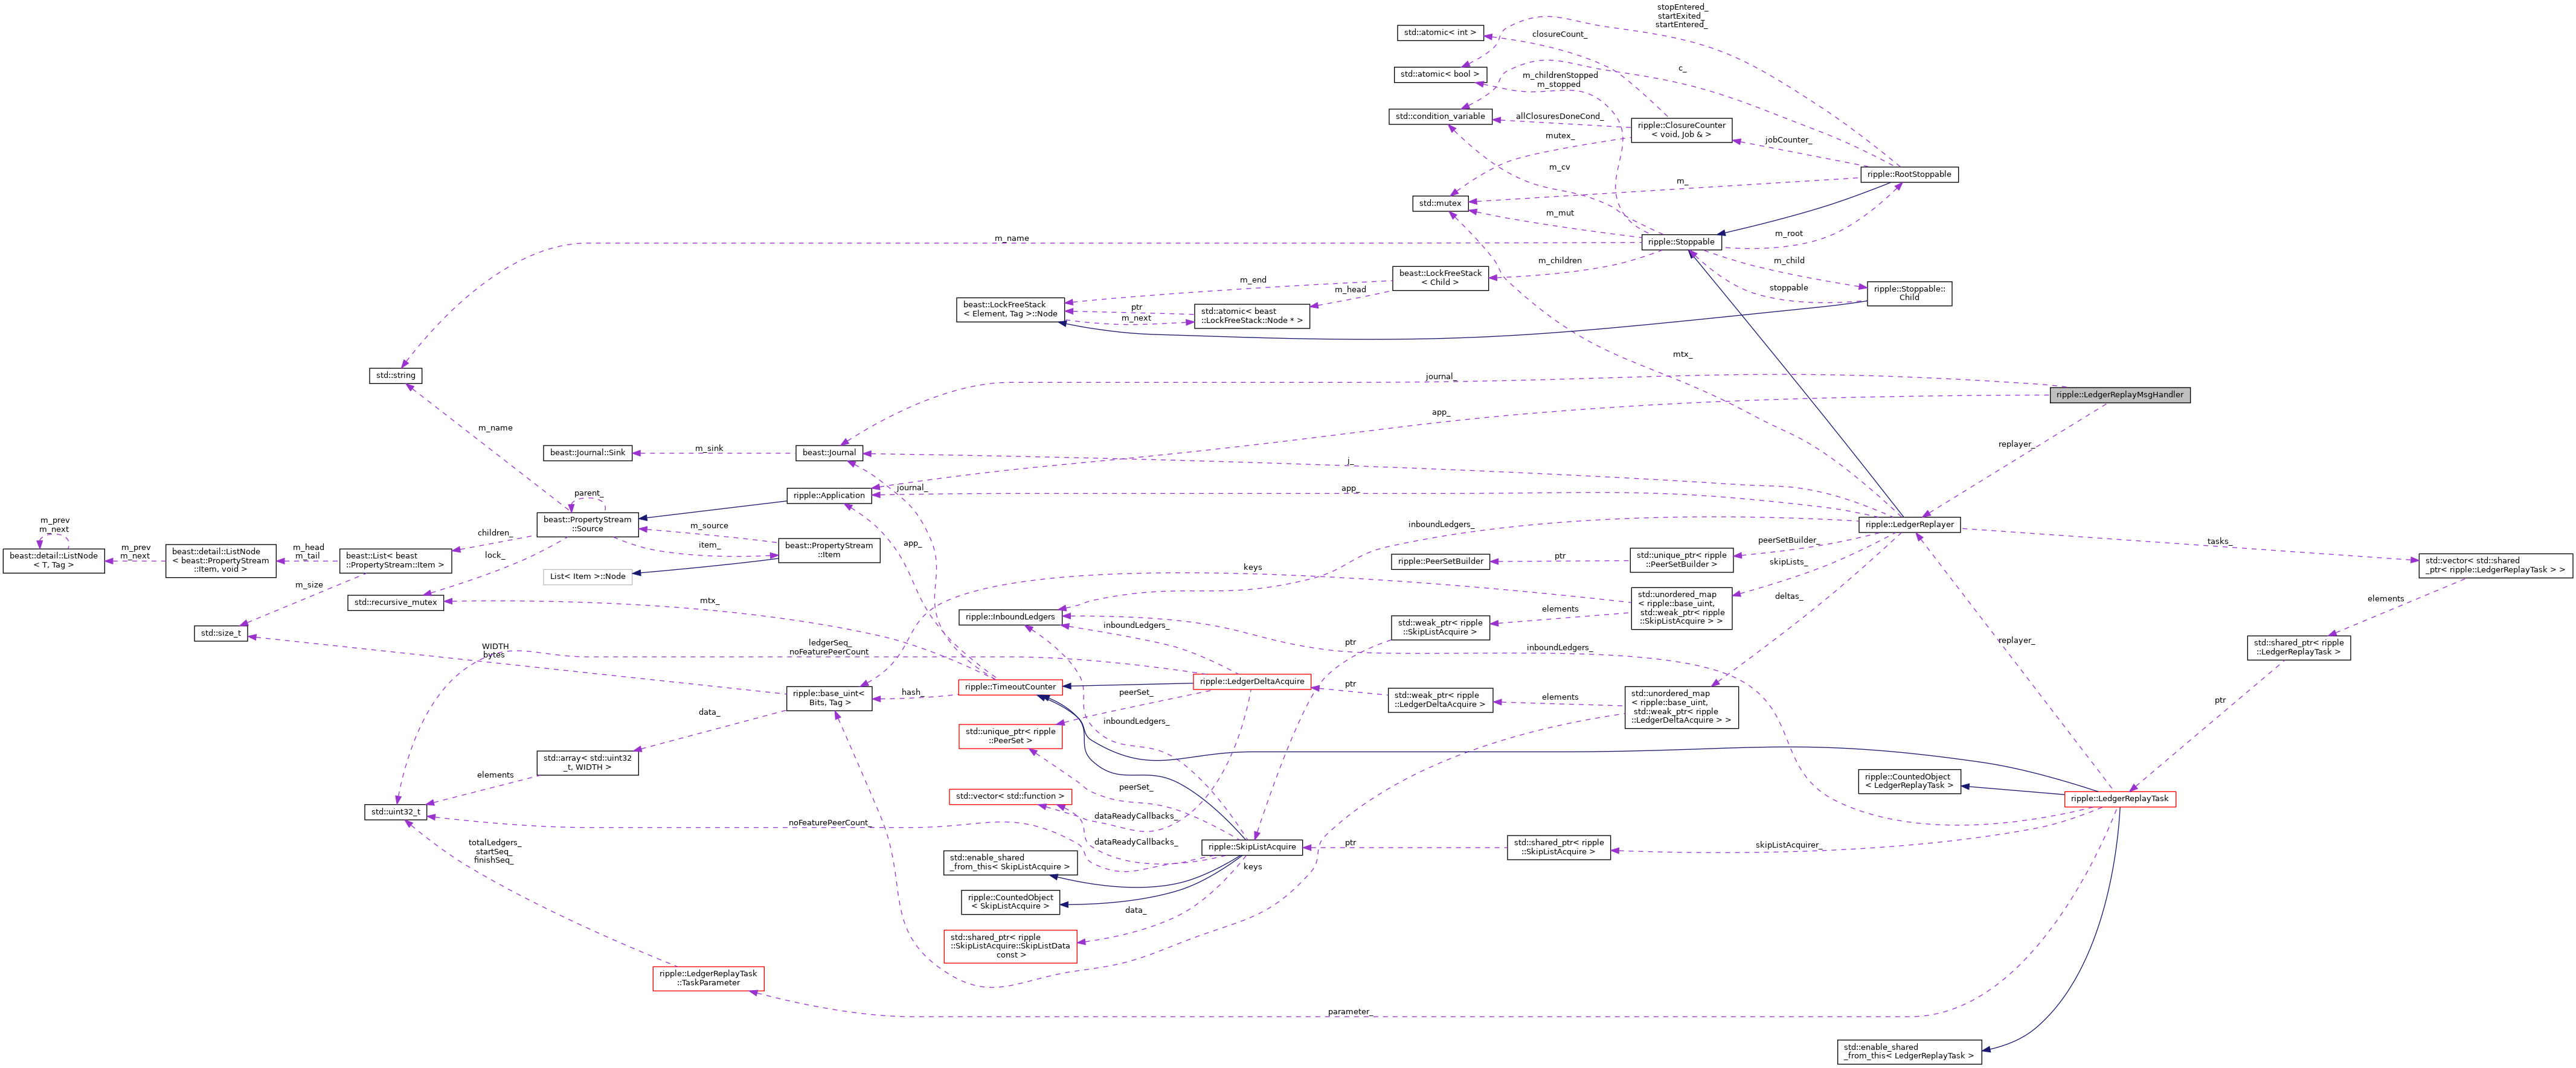 stopEntered_
startExited_
startEntered_
std::atomic< int >
closureCount_
c_
std::atomic< bool >
m_childrenStopped
m_stopped
std::condition_variable
allClosuresDoneCond_
ripple::ClosureCounter
< void, Job & >
mutex_
jobCounter_
m_cv
ripple::RootStoppable
m_
std::mutex
m_mut
m_root
m_name
ripple::Stoppable
m_children
m_child
beast::LockFreeStack
< Child >
m_end
m_head
stoppable
ripple::Stoppable::
Child
beast::LockFreeStack
< Element, Tag >::Node
ptr
m_next
std::atomic< beast
::LockFreeStack::Node * >
mtx_
std::string
journal_
ripple::LedgerReplayMsgHandler
app_
m_name
replayer_
beast::Journal::Sink
m_sink
beast::Journal
j_
journal_
app_
parent_
ripple::Application
beast::PropertyStream
::Source
m_source
inboundLedgers_
ripple::LedgerReplayer
m_prev
m_next
children_
item_
app_
peerSetBuilder_
tasks_
beast::detail::ListNode
< T, Tag >
m_prev
m_next
beast::detail::ListNode
< beast::PropertyStream
::Item, void >
m_head
m_tail
beast::List< beast
::PropertyStream::Item >
lock_
beast::PropertyStream
::Item
ripple::PeerSetBuilder
ptr
std::unique_ptr< ripple
::PeerSetBuilder >
skipLists_
std::vector< std::shared
_ptr< ripple::LedgerReplayTask > >
List< Item >::Node
keys
m_size
std::recursive_mutex
mtx_
ripple::InboundLedgers
elements
std::unordered_map
< ripple::base_uint,
std::weak_ptr< ripple
::SkipListAcquire > >
deltas_
elements
std::size_t
inboundLedgers_
std::weak_ptr< ripple
::SkipListAcquire >
WIDTH
bytes
ledgerSeq_
noFeaturePeerCount_
ptr
inboundLedgers_
replayer_
std::shared_ptr< ripple
::LedgerReplayTask >
ripple::base_uint<
Bits, Tag >
hash_
ripple::TimeoutCounter
peerSet_
ripple::LedgerDeltaAcquire
ptr
std::weak_ptr< ripple
::LedgerDeltaAcquire >
elements
std::unordered_map
< ripple::base_uint,
std::weak_ptr< ripple
::LedgerDeltaAcquire > >
ptr
data_
inboundLedgers_
std::unique_ptr< ripple
::PeerSet >
std::array< std::uint32
_t, WIDTH >
elements
peerSet_
ripple::CountedObject
< LedgerReplayTask >
std::vector< std::function >
ripple::LedgerReplayTask
std::uint32_t
noFeaturePeerCount_
dataReadyCallbacks_
dataReadyCallbacks_
totalLedgers_
startSeq_
finishSeq_
ripple::SkipListAcquire
ptr
std::shared_ptr< ripple
::SkipListAcquire >
skipListAcquirer_
std::enable_shared
_from_this< SkipListAcquire >
keys
ripple::CountedObject
< SkipListAcquire >
data_
std::shared_ptr< ripple
::SkipListAcquire::SkipListData
const >
ripple::LedgerReplayTask
::TaskParameter
parameter_
std::enable_shared
_from_this< LedgerReplayTask >